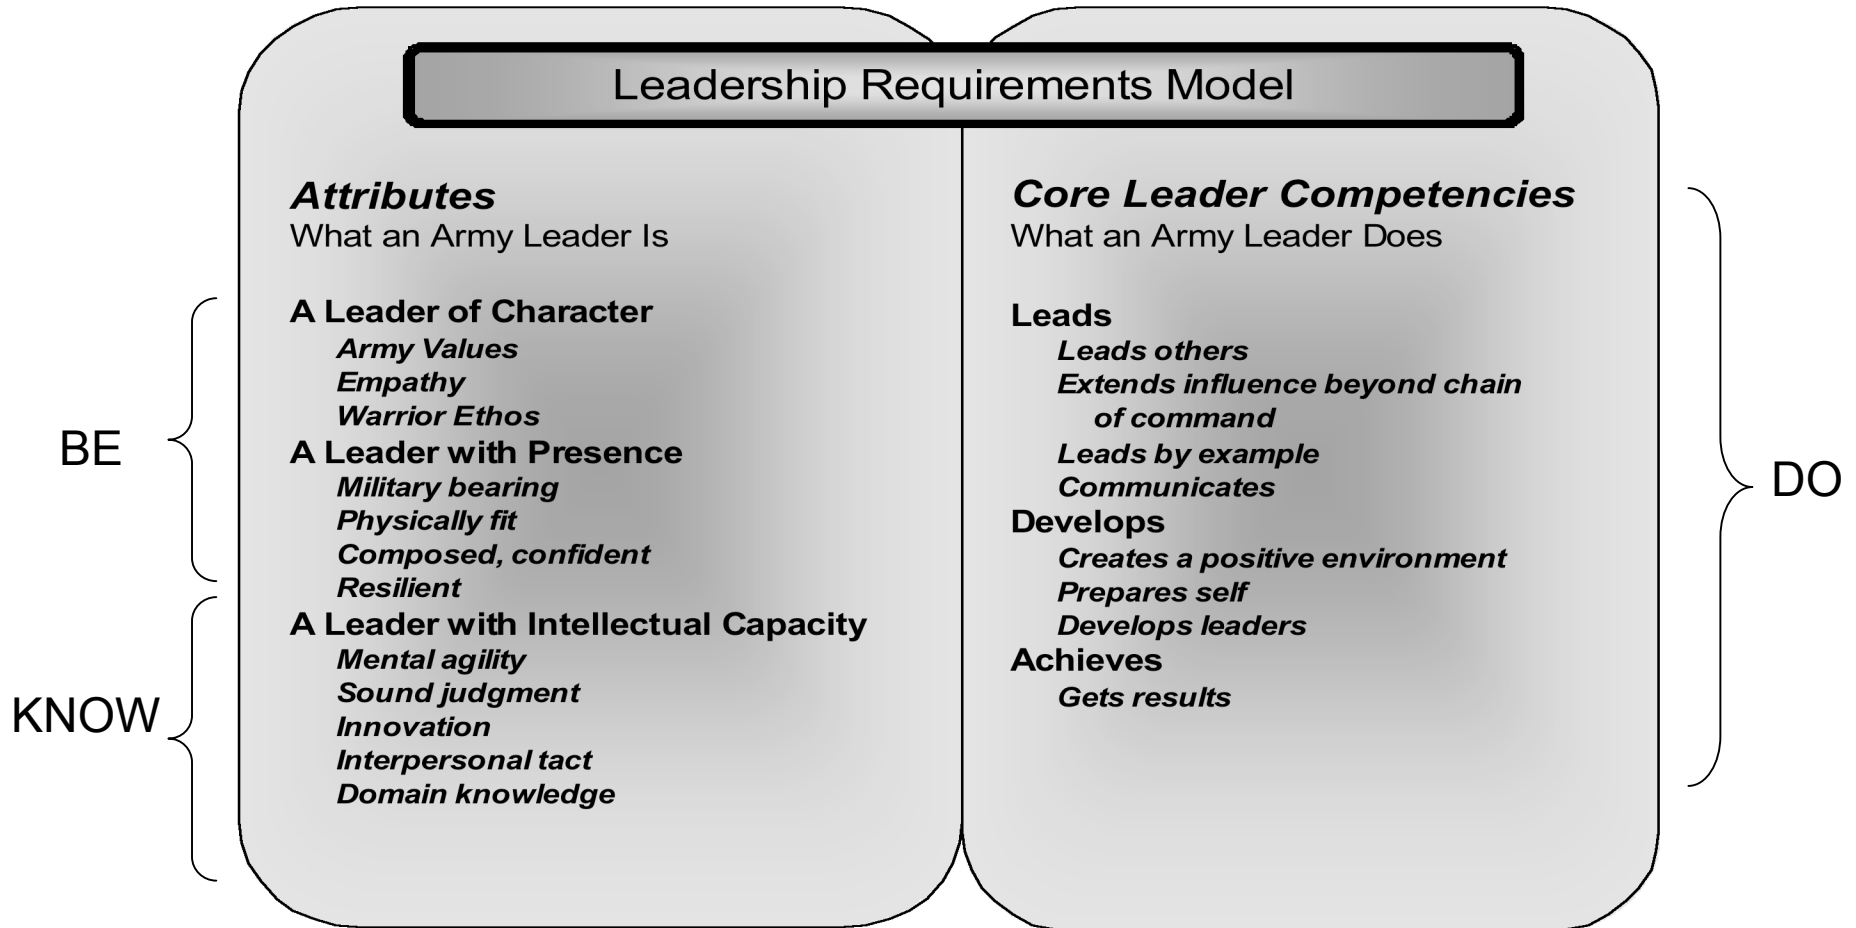 Leadership Requirements Model
BE
KNOW
Attributes
What an Army Leader Is
A Leader of Character
Army Values
Empathy
Warrior Ethos
A Leader with Presence
Military bearing
Physically fit
Composed, confident
Resilient
A Leader with Intellectual Capacity
Mental agility
Sound judgment
Innovation
Interpersonal tact
Domain knowledge
Core Leader Competencies
What an Army Leader Does
Leads
Leads others
Extends influence beyond chain
of command
Leads by example
Communicates
Develops
Creates a positive environment
Prepares self
Develops leaders
Achieves
Gets results
DO